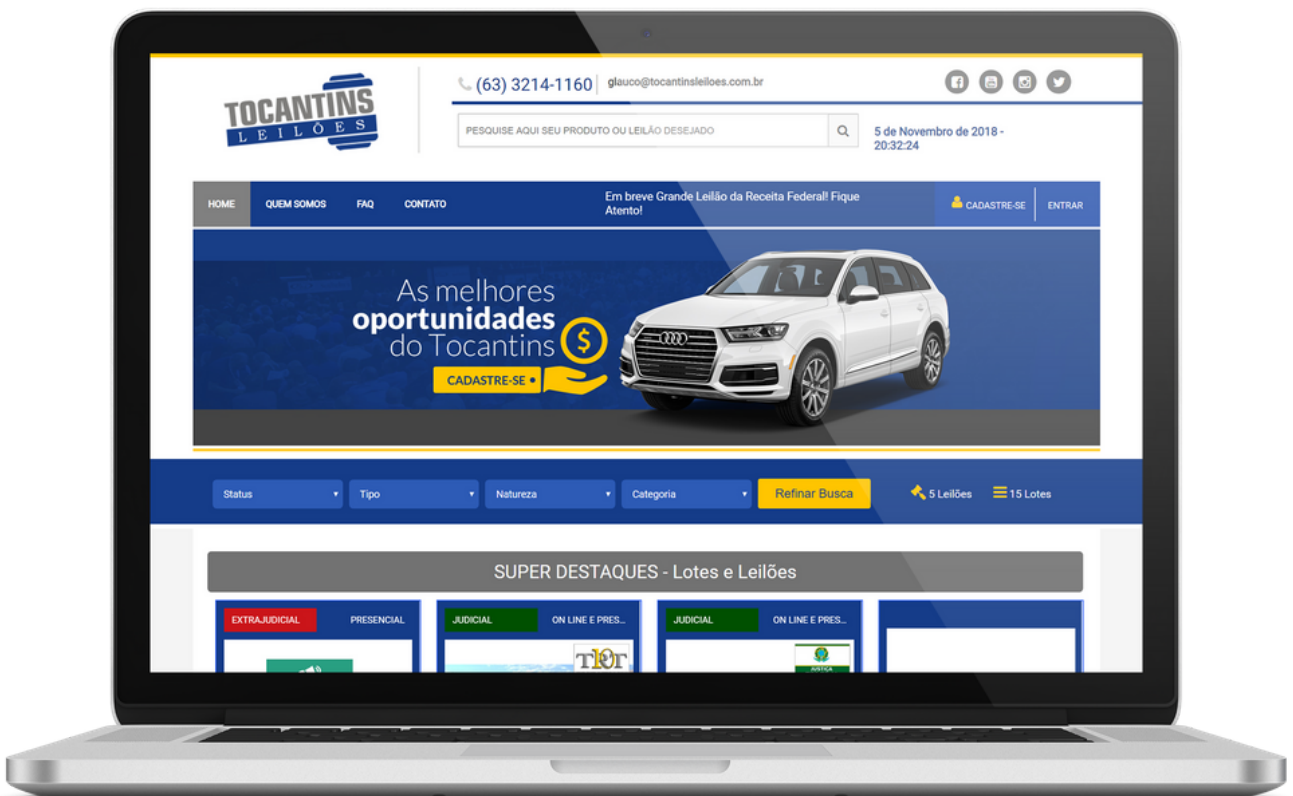 TOCANTINS
LEILÕES
(63) 3214-1160
glauco@tocantinsleiloes.com.br
PESQUISE AQUI SEU PRODUTO OU LEILÃO DESEJADO
5 de Novembro de 2018 -
20:32:24
HOME
QUEM SOMOS
FAQ
CONTATO
Em breve Grande Leilão da Receita Federal! Fique
Atento!
CADASTRE-SE
ENTRAR
As melhores
oportunidades
do Tocantins
$
CADASTRE-SE
Status
Tipo
Natureza
Categoria
Refinar Busca
5 Leilões
15 Lotes
SUPER DESTAQUES - Lotes e Leilões
EXTRAJUDICIAL
PRESENCIAL
JUDICIAL
ON LINE E PRES...
JUDICIAL
ON LINE E PRES...
JUSTIÇA